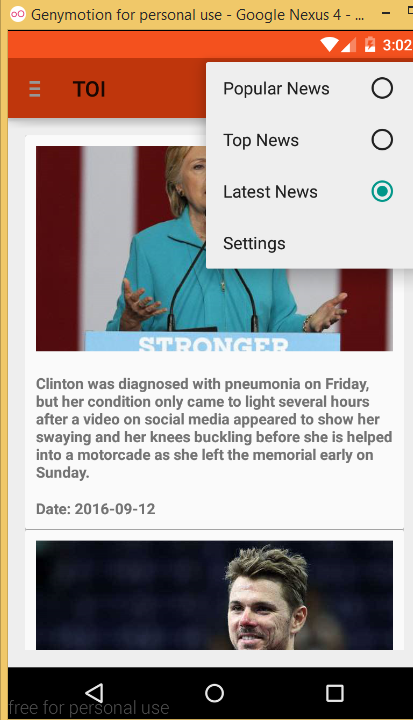 Genymotion for personal use - Google Nexus 4 - ...
3:02
TOI
Popular News
Top News
Latest News
Settings
STRONGER
Clinton was diagnosed with pneumonia on Friday,
but her condition only came to light several hours
after a video on social media appeared to show her
swaying and her knees buckling before she is helped
into a motorcade as she left the memorial early on
Sunday.
Date: 2016-09-12
free for personal use